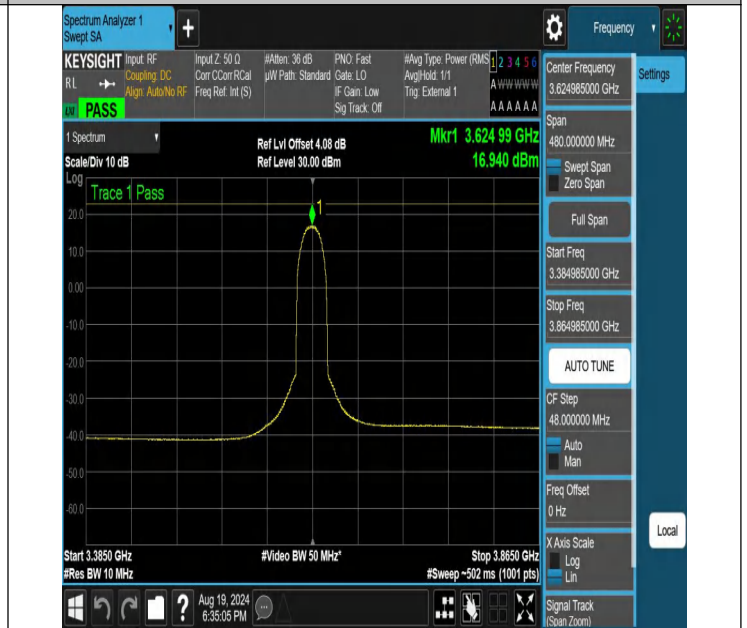 Spectrum Analyzer 1
Swept SA
+
Frequency
KEYSIGHT
RL
PASS
Input: RF
Coupling: DC
Align: Auto/No RF
Input Z: 50 Ω
Corr CCorr RCal
Freq Ref: Int (S)
#Atten: 36 dB
µW Path: Standard
PNO: Fast
Gate: LO
IF Gain: Low
Sig Track: Off
#Avg Type: Power (RMS
Avg|Hold: 1/1
Trig: External 1
1 2 3 4 5 6
A W W W W W
A A A A A A
1 Spectrum
Scale/Div 10 dB
Ref Lvl Offset 4.08 dB
Ref Level 30.00 dBm
Mkr1 3.624 99 GHz
16.940 dBm
Log
Trace 1 Pass
1
20.0
10.0
0.00
-10.0
-20.0
-30.0
-40.0
-50.0
-60.0
Start 3.3850 GHz
#Res BW 10 MHz
#Video BW 50 MHz*
Stop 3.8650 GHz
#Sweep ~502 ms (1001 pts)
Aug 19, 2024
6:35:05 PM
?
Center Frequency
3.624985000 GHz
Span
480.000000 MHz
Swept Span
Zero Span
Full Span
Start Freq
3.384985000 GHz
Stop Freq
3.864985000 GHz
AUTO TUNE
CF Step
48.000000 MHz
Auto
Man
Freq Offset
0 Hz
X Axis Scale
Log
Lin
Signal Track
(Span Zoom)
Settings
Local